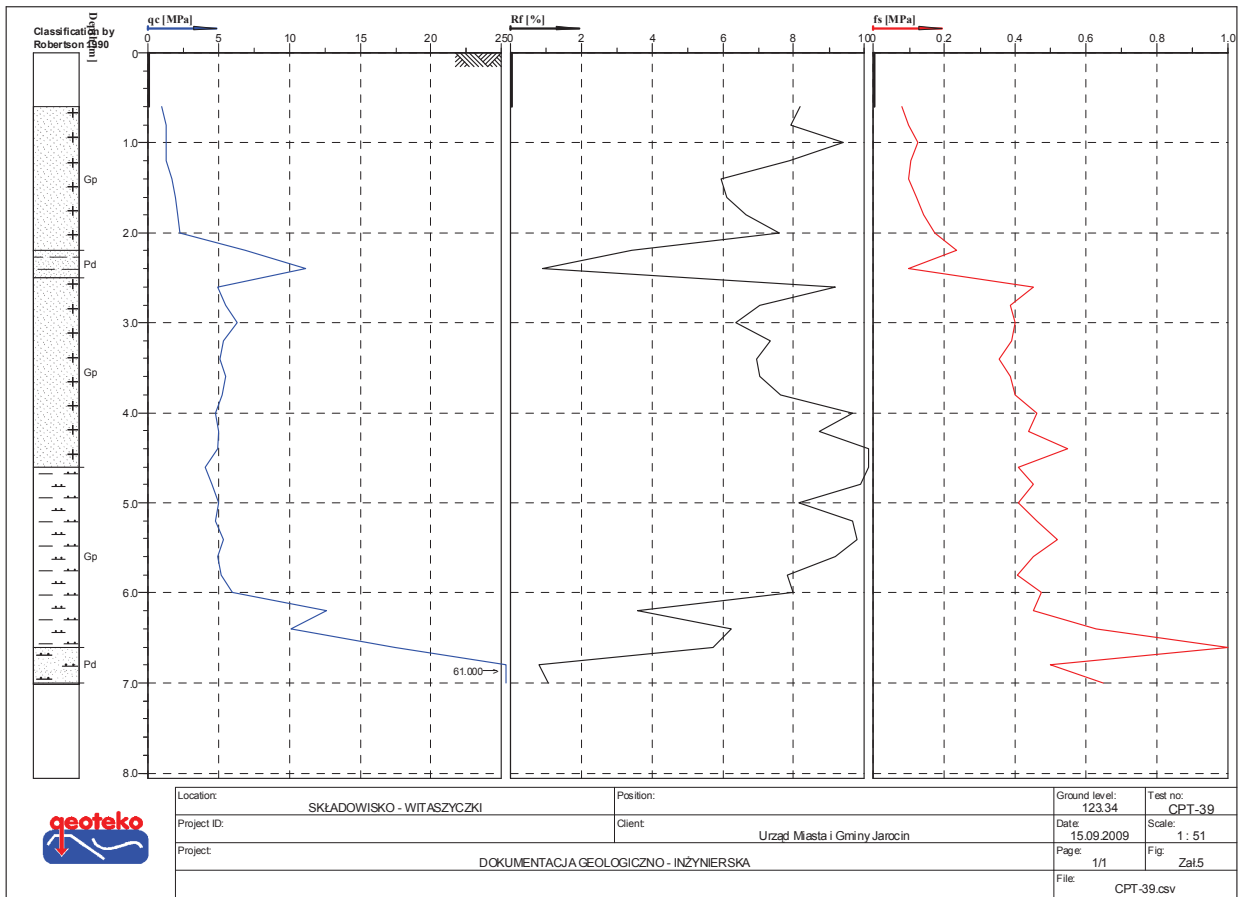 Classification by
Robertson 1990
Depth [m]
qc [MPa]
Rf [%]
fs [MPa]
0 5 10 15 20 25
0 2 4 6 8 10
0 0.2 0.4 0.6 0.8 1.0
0
1.0
2.0
3.0
4.0
5.0
6.0
7.0
8.0
Gp
Pd
Gp
Gp
Pd
61.000
geoteko
Location:
SKŁADOWISKO - WITASZYCZKI
Position:
Ground level:
123.34
Test no:
CPT-39
Project ID:
Client:
Urząd Miasta i Gminy Jarocin
Date:
15.09.2009
Scale:
1 : 51
Project:
DOKUMENTACJA GEOLOGICZNO - INŻYNIERSKA
Page:
1/1
Fig:
Zał.5
File:
CPT-39.csv